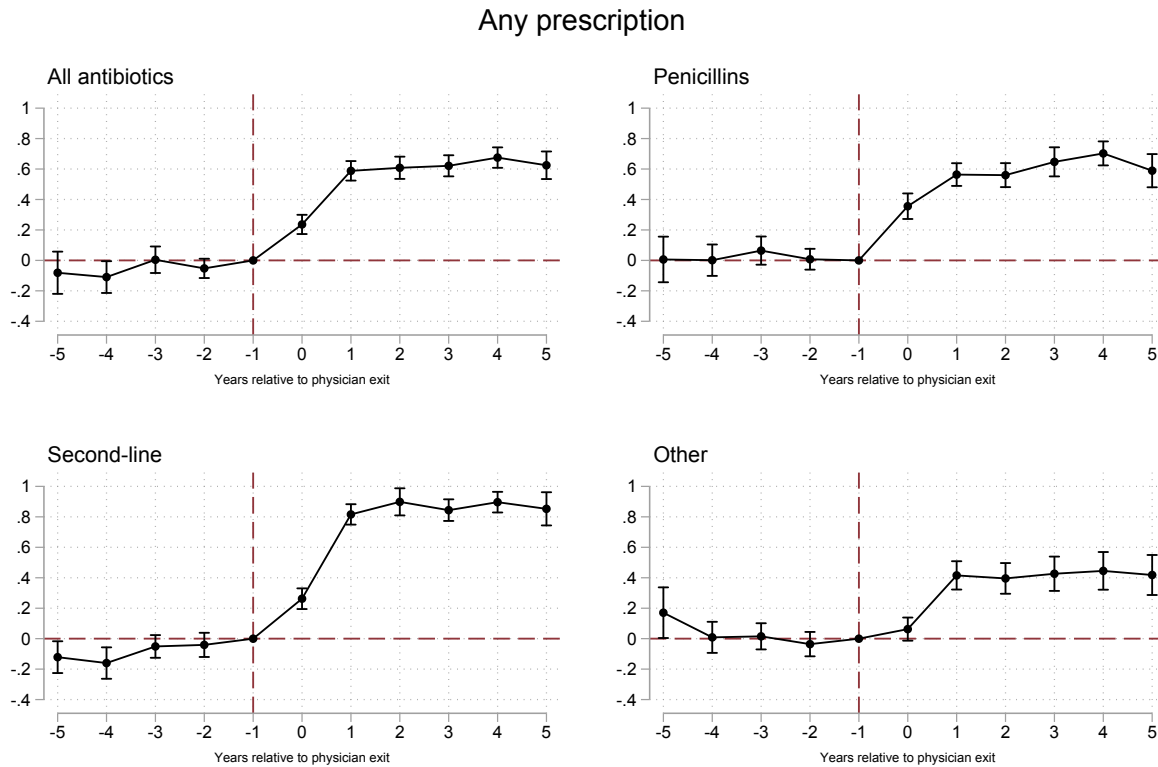 Any prescription
All antibiotics
1
.8
.6
.4
.2
0
-.2
-.4
-5 -4 -3 -2 -1 0 1 2 3 4 5
Years relative to physician exit
Penicillins
1
.8
.6
.4
.2
0
-.2
-.4
-5 -4 -3 -2 -1 0 1 2 3 4 5
Years relative to physician exit
Second-line
1
.8
.6
.4
.2
0
-.2
-.4
-5 -4 -3 -2 -1 0 1 2 3 4 5
Years relative to physician exit
Other
1
.8
.6
.4
.2
0
-.2
-.4
-5 -4 -3 -2 -1 0 1 2 3 4 5
Years relative to physician exit